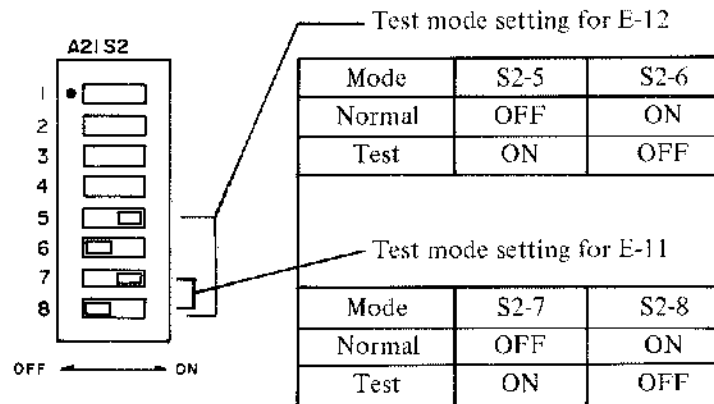 Test mode setting for E-12
A21S2
Mode S2-5 S2-6
Normal OFF ON
Test ON OFF
1
2
3
4
5
6
7
8
Test mode setting for E-11
Mode S2-7 S2-8
Normal OFF ON
Test ON OFF
OFF ON